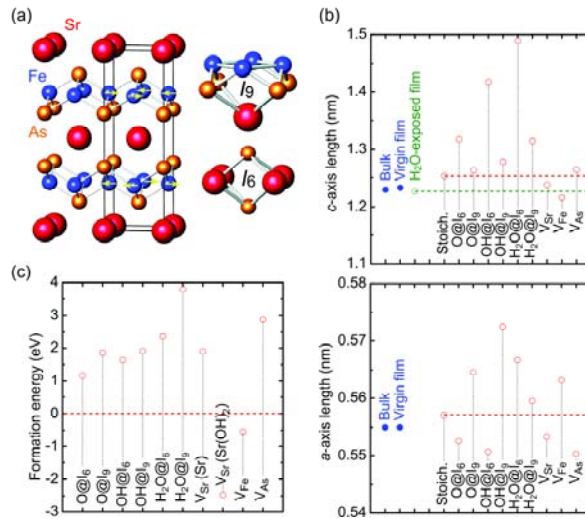 (a)
Sr
Fe
As
I9
I6
(b)
1.5
1.4
1.3
1.2
1.1
c-axis length (nm)
Bulk
Virgin film
H2O-exposed film
Stoich.
O@I6
O@I9
OH@I6
OH@I9
H2O@I6
H2O@I9
VSr
VFe
VAs
0.58
0.57
0.56
0.55
0.54
a-axis length (nm)
Bulk
Virgin film
Stoich.
O@I6
O@I9
OH@I6
OH@I9
H2O@I6
H2O@I9
VSr
VFe
VAs
(c)
4
3
2
1
0
-1
-2
-3
Formation energy (eV)
O@I6
O@I9
OH@I6
OH@I9
H2O@I6
H2O@I9
VSr (Sr)
VSr (Sr(OH)2)
VFe
VAs